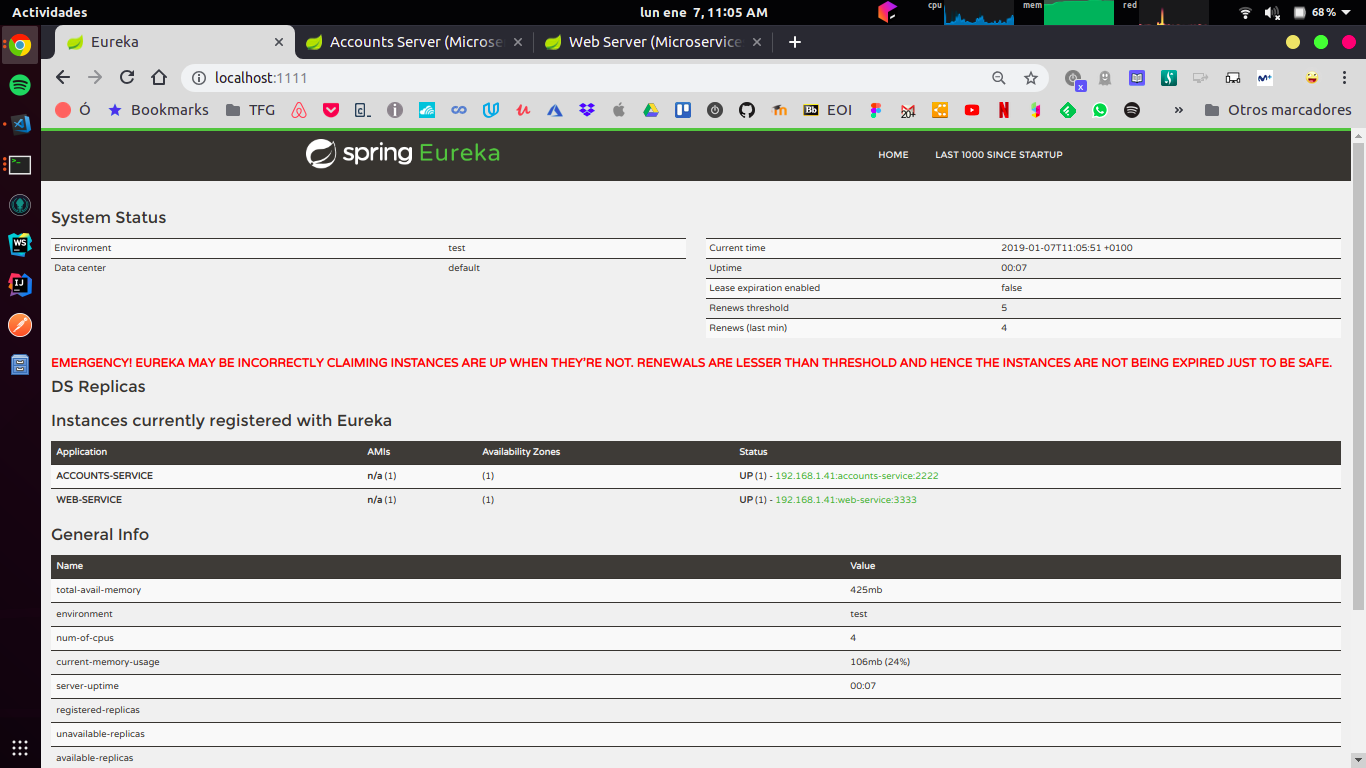 Actividades
lun ene 7, 11:05 AM
cpu
mem
red
68 %
Eureka
Accounts Server (Microse
Web Server (Microservice
localhost:1111
Ó
Bookmarks
TFG
EOI
Otros marcadores
spring Eureka
HOME
LAST 1000 SINCE STARTUP
System Status
Environment test
Data center default
Current time 2019-01-07T11:05:51 +0100
Uptime 00:07
Lease expiration enabled false
Renews threshold 5
Renews (last min) 4
EMERGENCY! EUREKA MAY BE INCORRECTLY CLAIMING INSTANCES ARE UP WHEN THEY'RE NOT. RENEWALS ARE LESSER THAN THRESHOLD AND HENCE THE INSTANCES ARE NOT BEING EXPIRED JUST TO BE SAFE.
DS Replicas
Instances currently registered with Eureka
Application AMIs Availability Zones Status
ACCOUNTS-SERVICE n/a (1) (1) UP (1) - 192.168.1.41:accounts-service:2222
WEB-SERVICE n/a (1) (1) UP (1) - 192.168.1.41:web-service:3333
General Info
Name Value
total-avail-memory 425mb
environment test
num-of-cpus 4
current-memory-usage 106mb (24%)
server-uptime 00:07
registered-replicas
unavailable-replicas
available-replicas